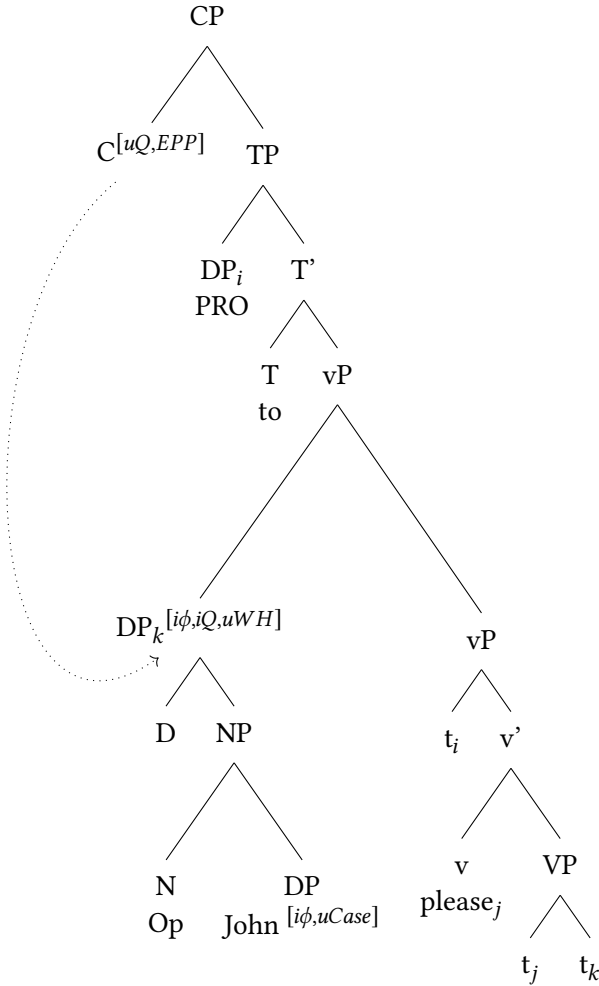 CP
C[uQ,EPP] TP
DPi T’
PRO
T vP
to
DPk[iϕ,iQ,uWH] vP
D NP ti v’
N DP v VP
Op John [iϕ,uCase] pleasej
tj tk